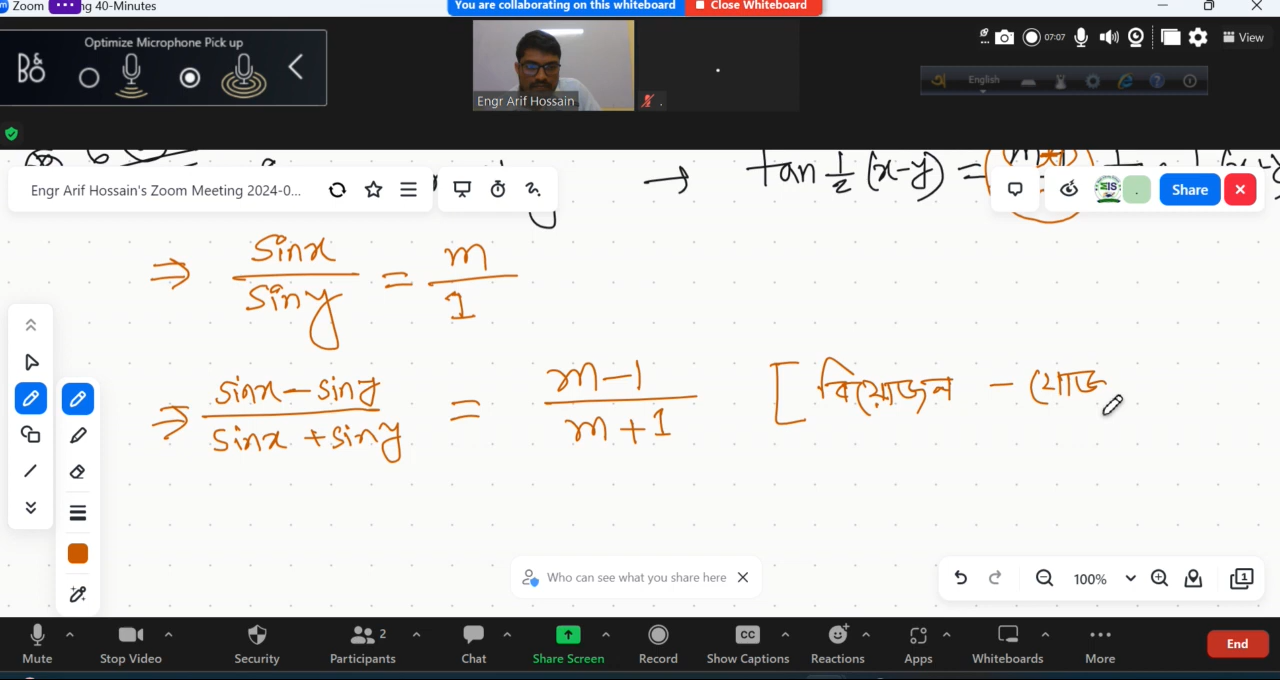 Zoom
ng 40-Minutes
You are collaborating on this whiteboard
Close Whiteboard
Optimize Microphone Pick up
B&O
07:07
View
English
Engr Arif Hossain
.
Engr Arif Hossain's Zoom Meeting 2024-0...
Share
→ tan 1/2 (x-y) =
⇒ sinx/siny = m/1
⇒ (sinx - siny)/(sinx + siny) = (m-1)/(m+1) [ বিয়োজন - যোজ
Who can see what you share here
100%
1
Mute
Stop Video
Security
2
Participants
Chat
Share Screen
Record
CC
Show Captions
Reactions
Apps
Whiteboards
More
End